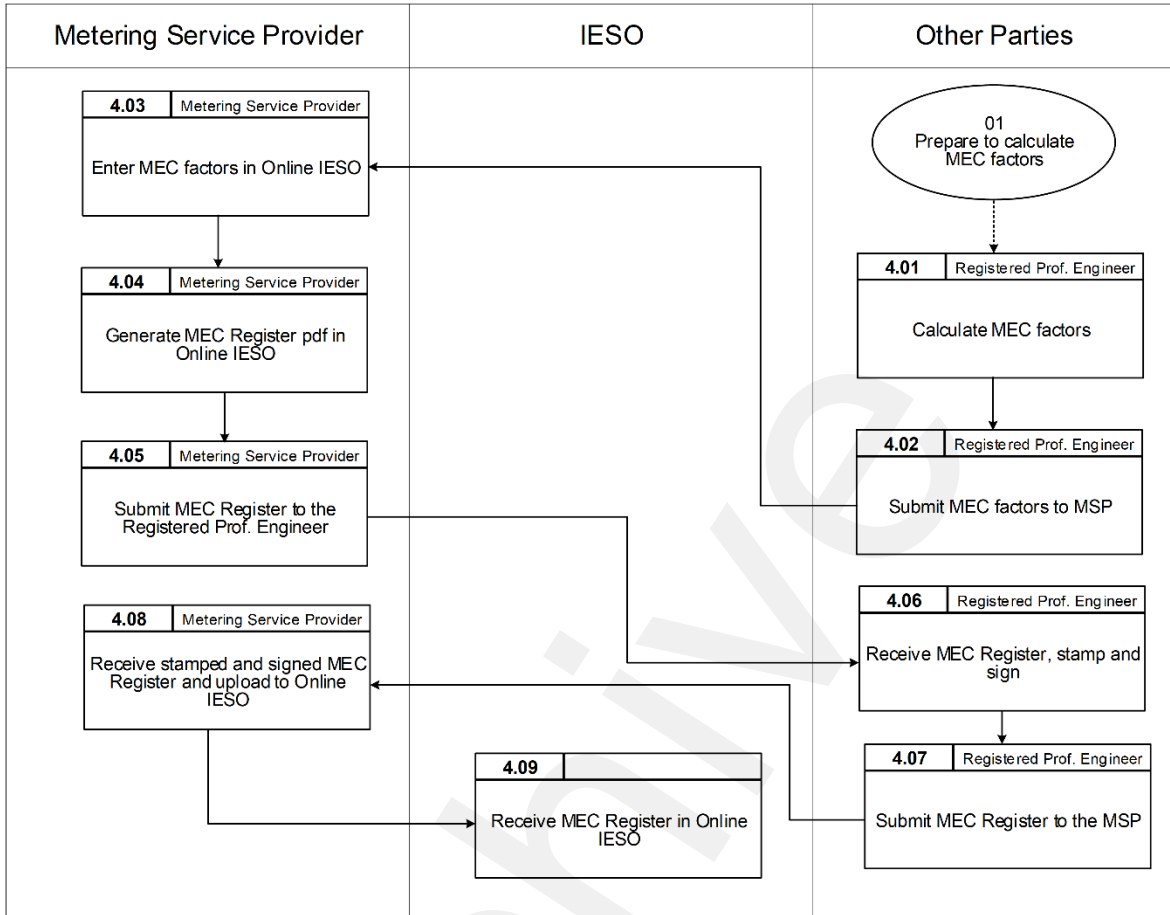 Metering Service Provider
IESO
Other Parties
4.03
Metering Service Provider
Enter MEC factors in Online IESO
01
Prepare to calculate
MEC factors
4.01
Registered Prof. Engineer
Calculate MEC factors
4.04
Metering Service Provider
Generate MEC Register pdf in
Online IESO
4.02
Registered Prof. Engineer
Submit MEC factors to MSP
4.05
Metering Service Provider
Submit MEC Register to the
Registered Prof. Engineer
4.06
Registered Prof. Engineer
Receive MEC Register, stamp and
sign
4.08
Metering Service Provider
Receive stamped and signed MEC
Register and upload to Online
IESO
4.07
Registered Prof. Engineer
Submit MEC Register to the MSP
4.09
Receive MEC Register in Online
IESO